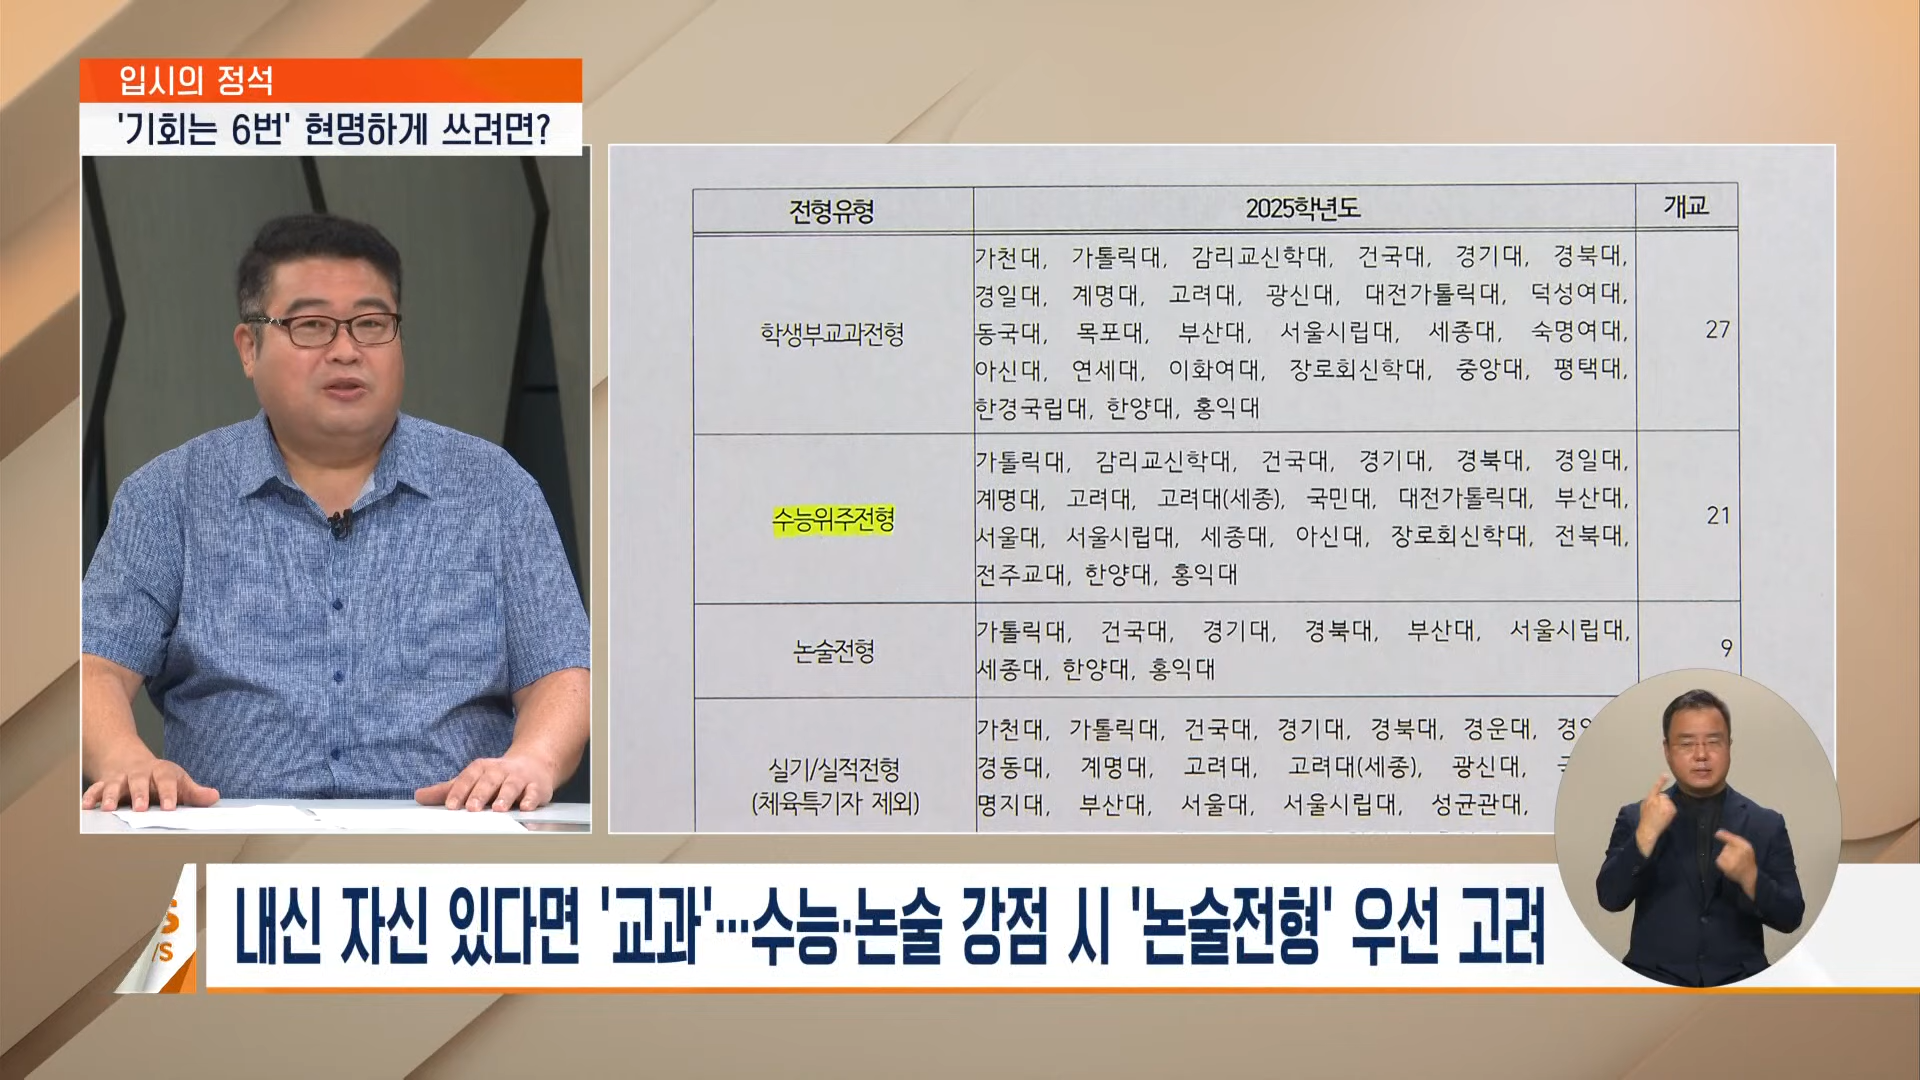 입시의 정석
'기회는 6번' 현명하게 쓰려면?
전형유형 2025학년도 개교
학생부교과전형
가천대, 가톨릭대, 감리교신학대, 건국대, 경기대, 경북대,
경일대, 계명대, 고려대, 광신대, 대전가톨릭대, 덕성여대,
동국대, 목포대, 부산대, 서울시립대, 세종대, 숙명여대,
아신대, 연세대, 이화여대, 장로회신학대, 중앙대, 평택대,
한경국립대, 한양대, 홍익대
27
수능위주전형
가톨릭대, 감리교신학대, 건국대, 경기대, 경북대, 경일대,
계명대, 고려대, 고려대(세종), 국민대, 대전가톨릭대, 부산대,
서울대, 서울시립대, 세종대, 아신대, 장로회신학대, 전북대,
전주교대, 한양대, 홍익대
21
논술전형
가톨릭대, 건국대, 경기대, 경북대, 부산대, 서울시립대,
세종대, 한양대, 홍익대
9
실기/실적전형
(체육특기자 제외)
가천대, 가톨릭대, 건국대, 경기대, 경북대, 경운대,
경동대, 계명대, 고려대, 고려대(세종), 광신대,
명지대, 부산대, 서울대, 서울시립대, 성균관대,
내신 자신 있다면 '교과'…수능·논술 강점 시 '논술전형' 우선 고려